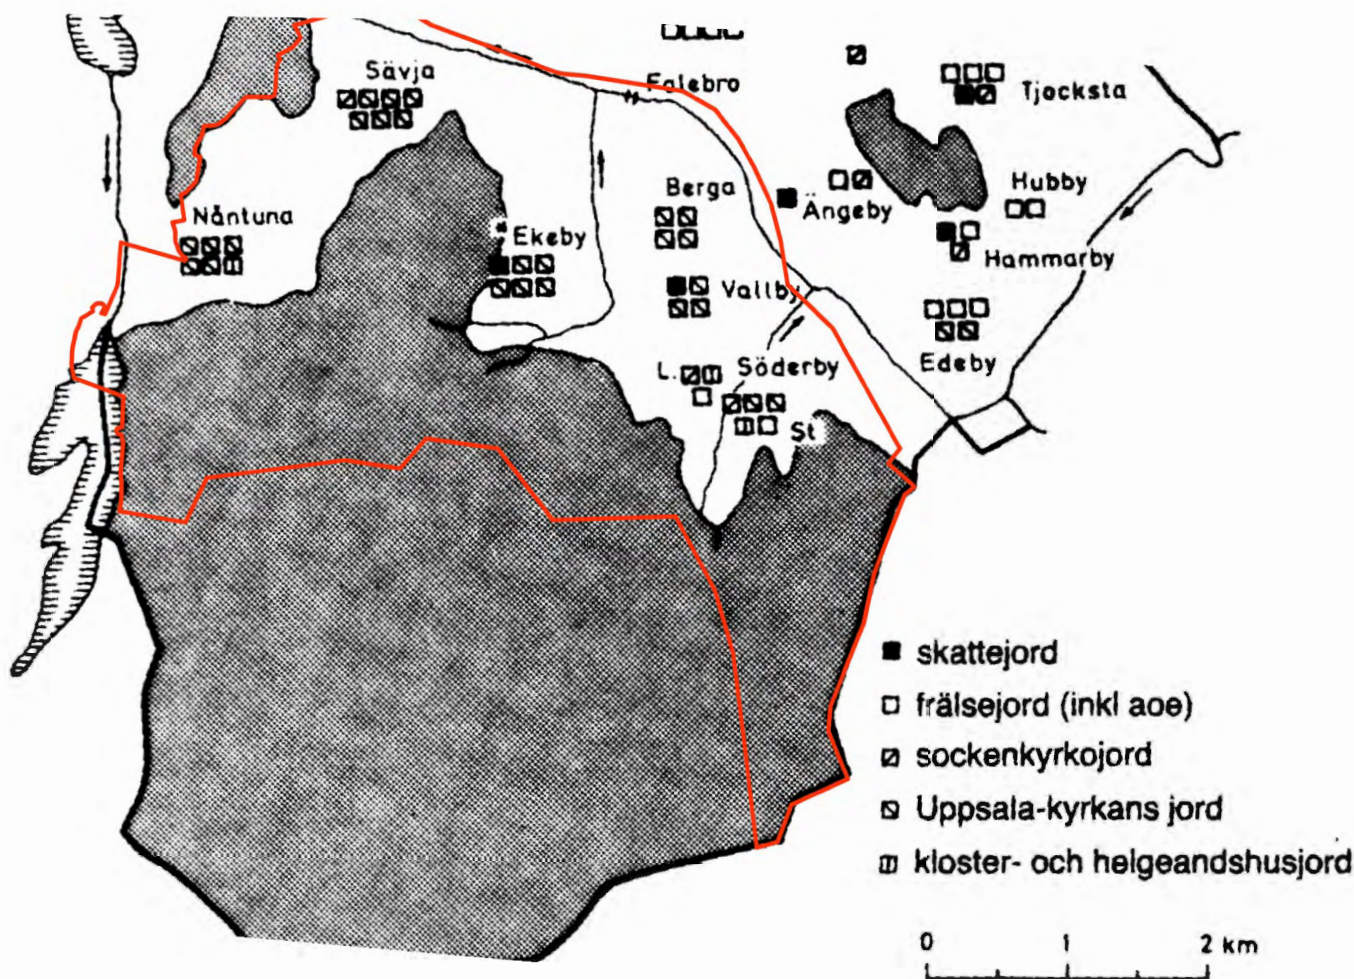 Sävja
Falebro
Tjocksta
Berga
Hubby
Ängeby
Nåntuna
Ekeby
Hammarby
Vallby
L. Söderby
Edeby
St
skattejord
frälsejord (inkl aoe)
sockenkyrkojord
Uppsala-kyrkans jord
kloster- och helgeandshusjord
0 1 2 km